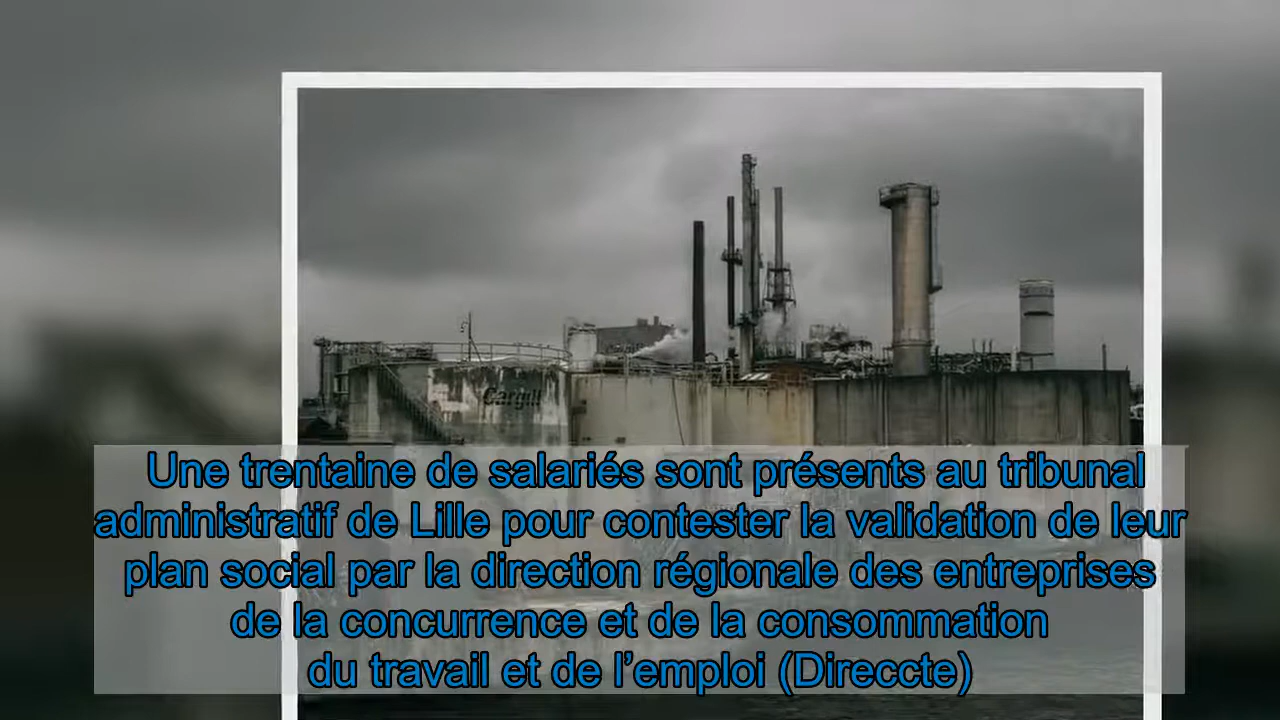 Cargill
Une trentaine de salariés sont présents au tribunal
administratif de Lille pour contester la validation de leur
plan social par la direction régionale des entreprises
de la concurrence et de la consommation
du travail et de l’emploi (Direccte)